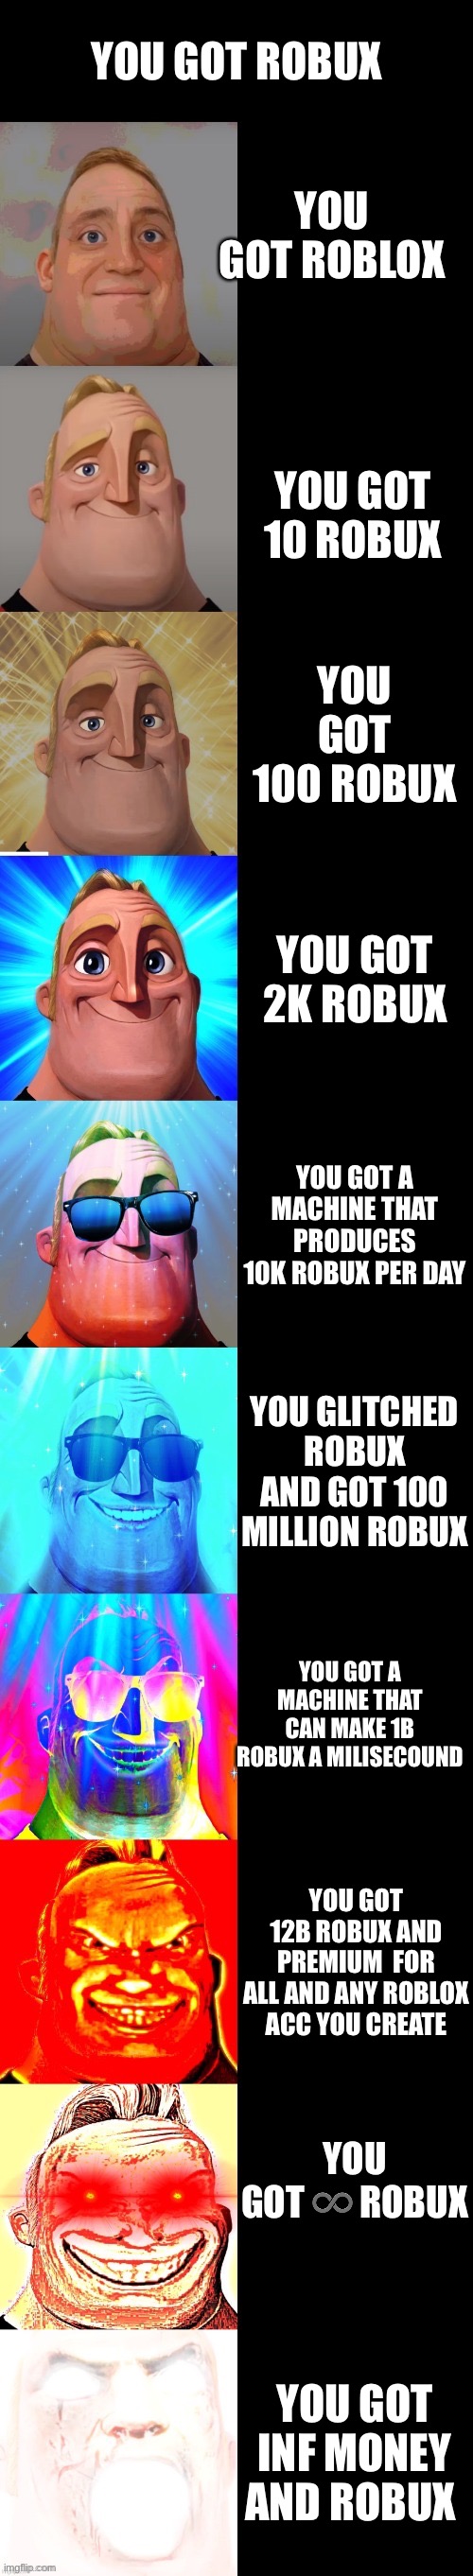 YOU GOT ROBUX
YOU
GOT ROBLOX
YOU GOT
10 ROBUX
YOU
GOT
100 ROBUX
YOU GOT
2K ROBUX
YOU GOT A
MACHINE THAT
PRODUCES
10K ROBUX PER DAY
YOU GLITCHED
ROBUX
AND GOT 100
MILLION ROBUX
YOU GOT A
MACHINE THAT
CAN MAKE 1B
ROBUX A MILISECOUND
YOU GOT
12B ROBUX AND
PREMIUM  FOR
ALL AND ANY ROBLOX
ACC YOU CREATE
YOU
GOT ♾ ROBUX
YOU GOT
INF MONEY
AND ROBUX
imgflip.com